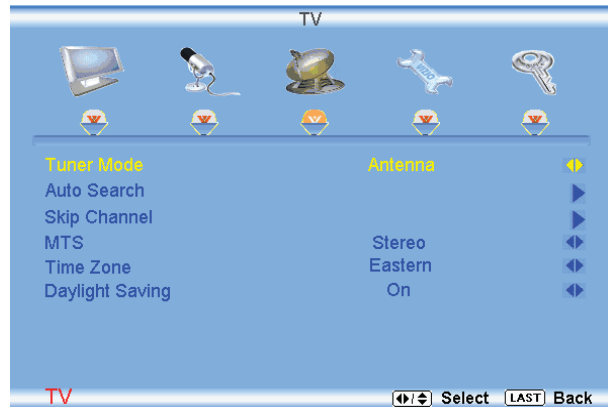 TV
Tuner Mode Antenna
Auto Search
Skip Channel
MTS Stereo
Time Zone Eastern
Daylight Saving On
TV Select LAST Back